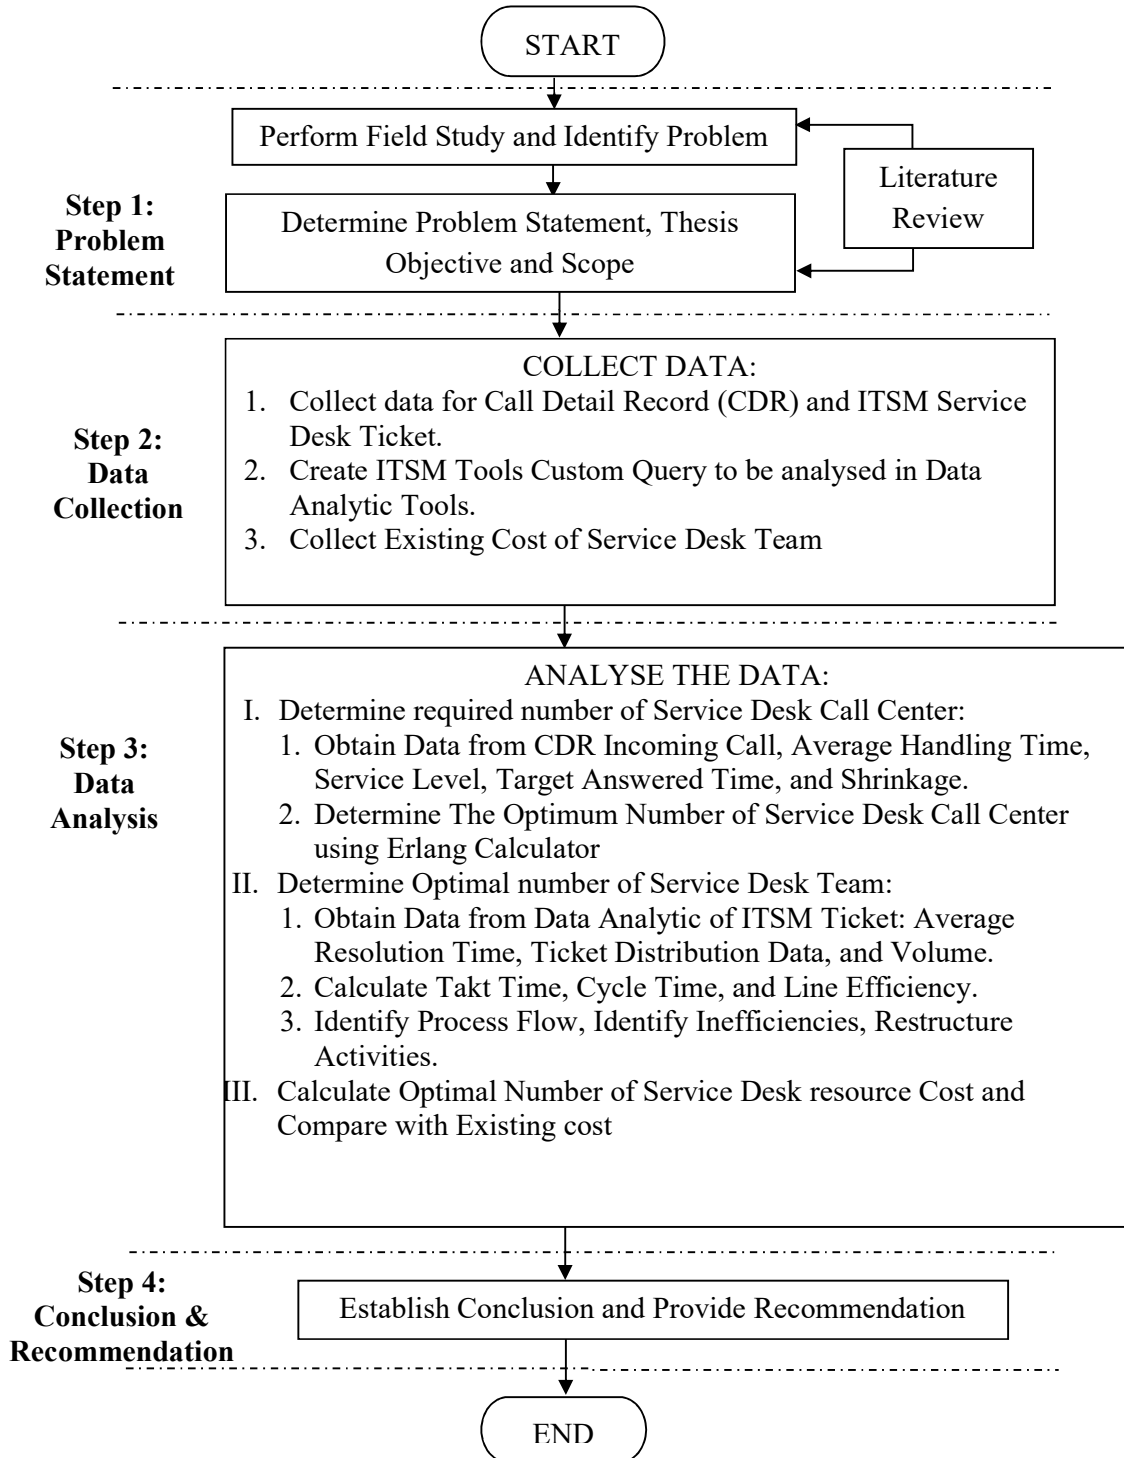 START
Perform Field Study and Identify Problem
Literature
Review
Step 1:
Problem
Statement
Determine Problem Statement, Thesis
Objective and Scope
Step 2:
Data
Collection
COLLECT DATA:
1. Collect data for Call Detail Record (CDR) and ITSM Service
Desk Ticket.
2. Create ITSM Tools Custom Query to be analysed in Data
Analytic Tools.
3. Collect Existing Cost of Service Desk Team
Step 3:
Data
Analysis
ANALYSE THE DATA:
I. Determine required number of Service Desk Call Center:
1. Obtain Data from CDR Incoming Call, Average Handling Time,
Service Level, Target Answered Time, and Shrinkage.
2. Determine The Optimum Number of Service Desk Call Center
using Erlang Calculator
II. Determine Optimal number of Service Desk Team:
1. Obtain Data from Data Analytic of ITSM Ticket: Average
Resolution Time, Ticket Distribution Data, and Volume.
2. Calculate Takt Time, Cycle Time, and Line Efficiency.
3. Identify Process Flow, Identify Inefficiencies, Restructure
Activities.
III. Calculate Optimal Number of Service Desk resource Cost and
Compare with Existing cost
Step 4:
Conclusion &
Recommendation
Establish Conclusion and Provide Recommendation
END